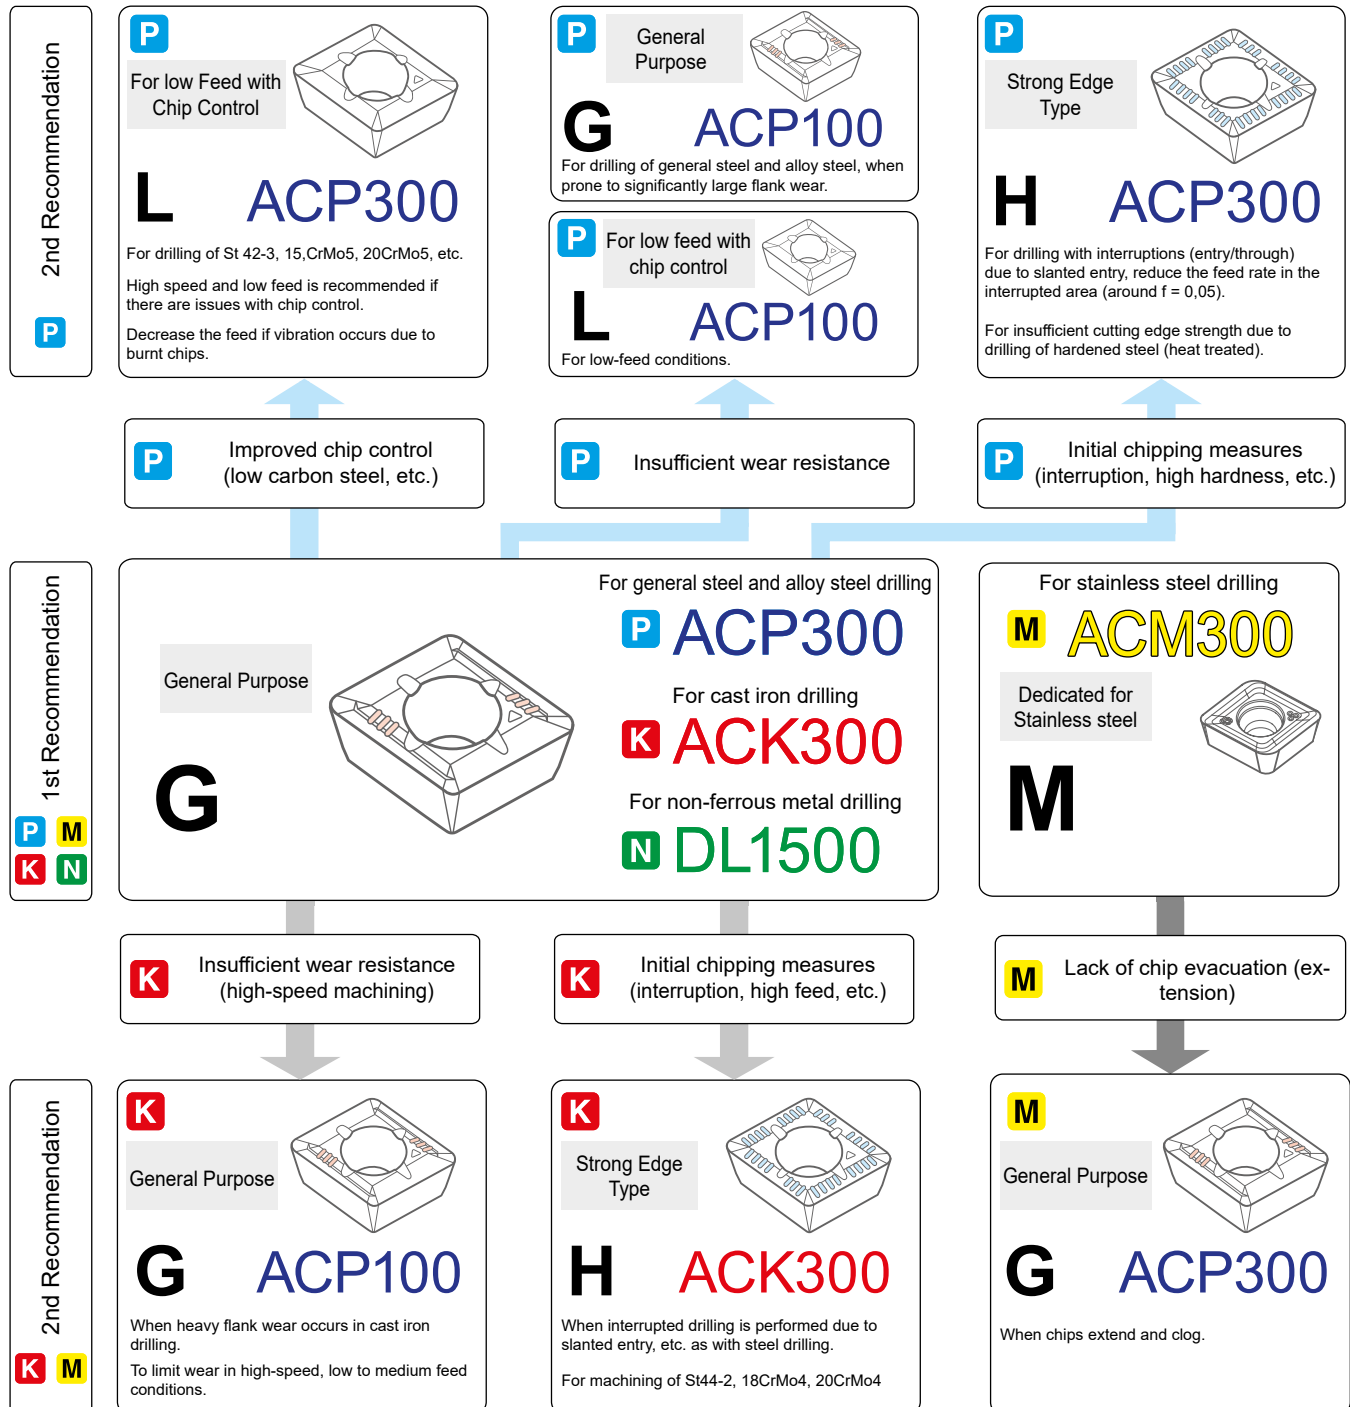 2nd Recommendation
P
P
For low Feed with
Chip Control
L ACP300
For drilling of St 42-3, 15,CrMo5, 20CrMo5, etc.
High speed and low feed is recommended if
there are issues with chip control.
Decrease the feed if vibration occurs due to
burnt chips.
P
General
Purpose
G ACP100
For drilling of general steel and alloy steel, when
prone to significantly large flank wear.
P
For low feed with
chip control
L ACP100
For low-feed conditions.
P
Strong Edge
Type
H ACP300
For drilling with interruptions (entry/through)
due to slanted entry, reduce the feed rate in the
interrupted area (around f = 0,05).
For insufficient cutting edge strength due to
drilling of hardened steel (heat treated).
P
Improved chip control
(low carbon steel, etc.)
P
Insufficient wear resistance
P
Initial chipping measures
(interruption, high hardness, etc.)
1st Recommendation
P M
K N
General Purpose
G
For general steel and alloy steel drilling
P ACP300
For cast iron drilling
K ACK300
For non-ferrous metal drilling
N DL1500
For stainless steel drilling
M ACM300
Dedicated for
Stainless steel
M
K
Insufficient wear resistance
(high-speed machining)
K
Initial chipping measures
(interruption, high feed, etc.)
M
Lack of chip evacuation (ex-
tension)
2nd Recommendation
K M
K
General Purpose
G ACP100
When heavy flank wear occurs in cast iron
drilling.
To limit wear in high-speed, low to medium feed
conditions.
K
Strong Edge
Type
H ACK300
When interrupted drilling is performed due to
slanted entry, etc. as with steel drilling.
For machining of St44-2, 18CrMo4, 20CrMo4
M
General Purpose
G ACP300
When chips extend and clog.